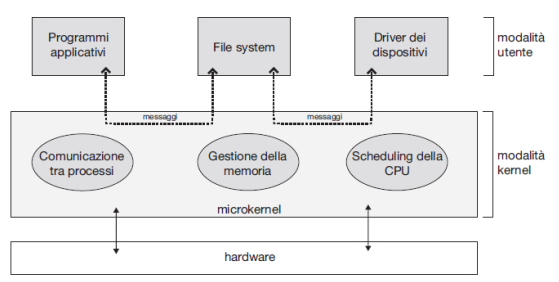 Programmi
applicativi
File system
Driver dei
dispositivi
modalità
utente
messaggi
messaggi
Comunicazione
tra processi
Gestione della
memoria
Scheduling della
CPU
modalità
kernel
microkernel
hardware